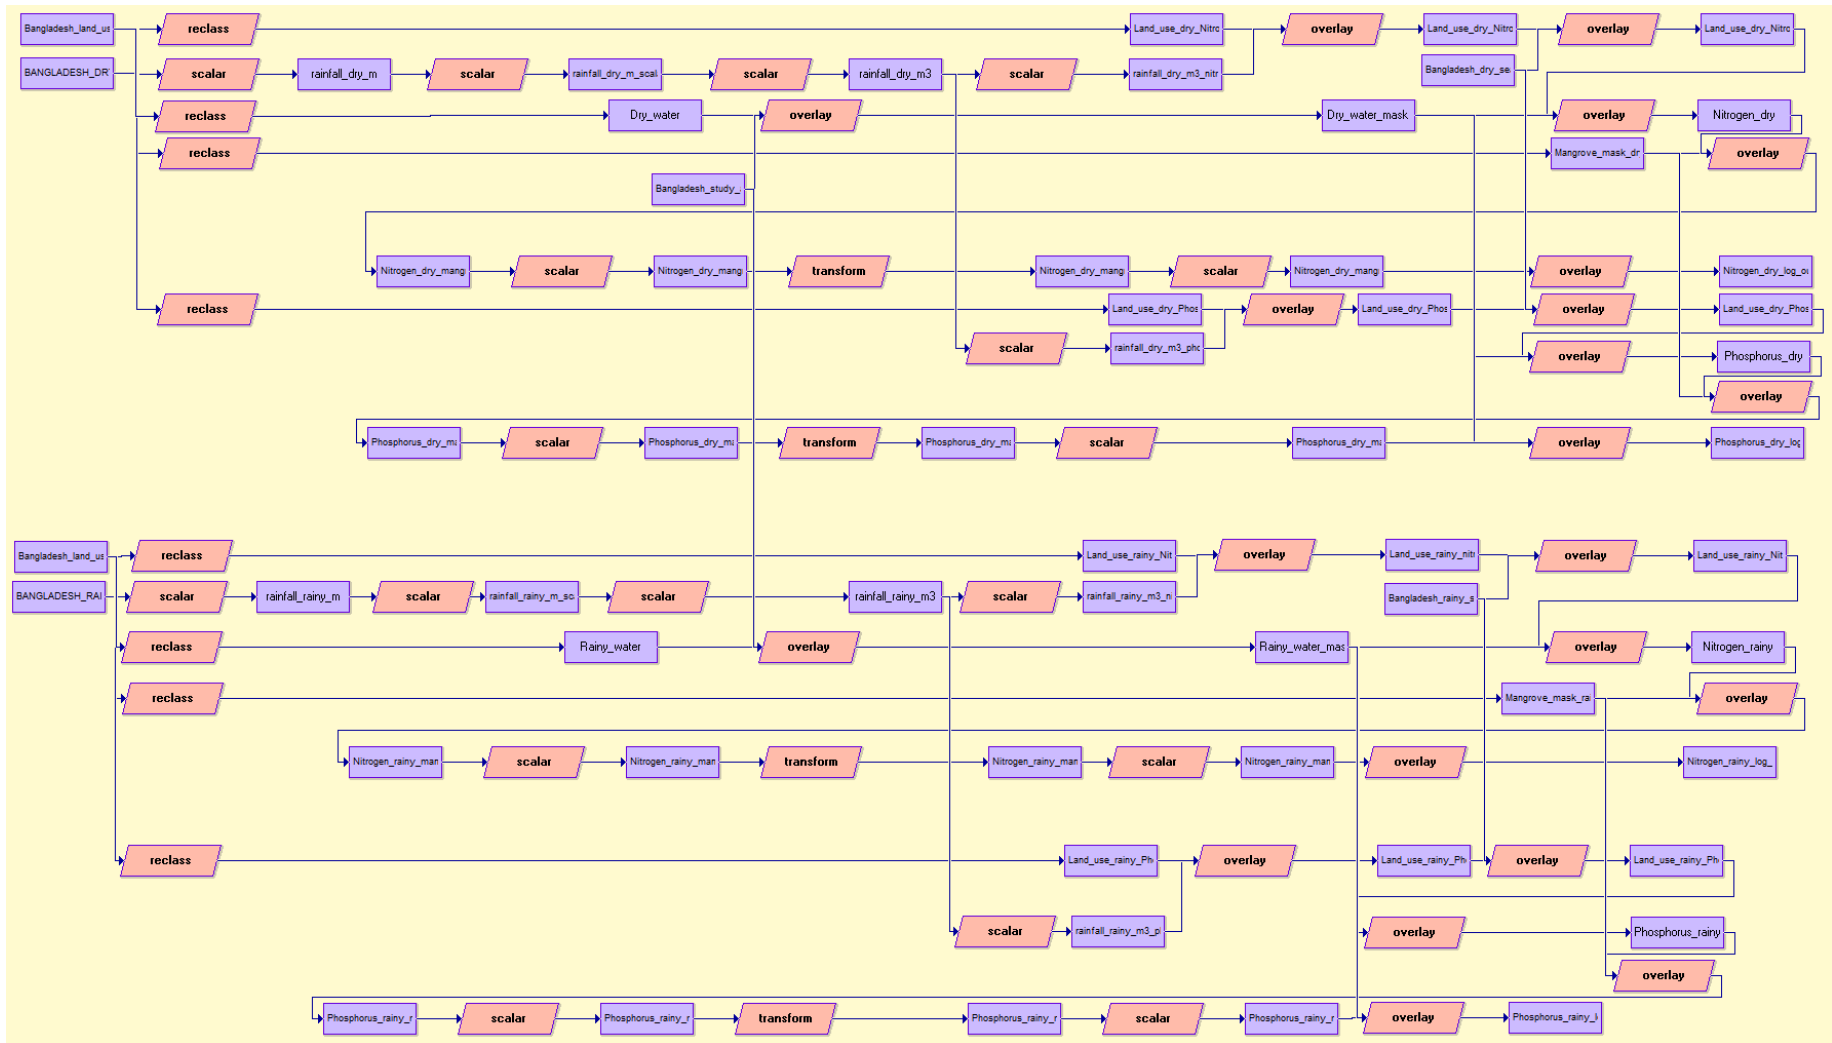 Bangladesh_land_us
reclass
Land_use_dry_Nitro
overlay
Land_use_dry_Nitro
overlay
Land_use_dry_Nitro
BANGLADESH_DR
scalar
rainfall_dry_m
scalar
rainfall_dry_m_scal
scalar
rainfall_dry_m3
scalar
rainfall_dry_m3_nitr
Bangladesh_dry_se
reclass
Dry_water
overlay
Dry_water_mask
overlay
Nitrogen_dry
reclass
Mangrove_mask_dr
overlay
Bangladesh_study_
Nitrogen_dry_mang
scalar
Nitrogen_dry_mang
transform
Nitrogen_dry_mang
scalar
Nitrogen_dry_mang
overlay
Nitrogen_dry_log_o
reclass
Land_use_dry_Phos
overlay
Land_use_dry_Phos
overlay
Land_use_dry_Phos
scalar
rainfall_dry_m3_pho
overlay
Phosphorus_dry
overlay
Phosphorus_dry_ma
scalar
Phosphorus_dry_ma
transform
Phosphorus_dry_ma
scalar
Phosphorus_dry_ma
overlay
Phosphorus_dry_log
Bangladesh_land_us
reclass
Land_use_rainy_Nit
overlay
Land_use_rainy_nitr
overlay
Land_use_rainy_Nit
BANGLADESH_RAI
scalar
rainfall_rainy_m
scalar
rainfall_rainy_m_sc
scalar
rainfall_rainy_m3
scalar
rainfall_rainy_m3_ni
Bangladesh_rainy_s
reclass
Rainy_water
overlay
Rainy_water_mas
overlay
Nitrogen_rainy
reclass
Mangrove_mask_ra
overlay
Nitrogen_rainy_man
scalar
Nitrogen_rainy_man
transform
Nitrogen_rainy_man
scalar
Nitrogen_rainy_man
overlay
Nitrogen_rainy_log_
reclass
Land_use_rainy_Ph
overlay
Land_use_rainy_Ph
overlay
Land_use_rainy_Ph
scalar
rainfall_rainy_m3_p
overlay
Phosphorus_rainy
overlay
Phosphorus_rainy_r
scalar
Phosphorus_rainy_r
transform
Phosphorus_rainy_r
scalar
Phosphorus_rainy_r
overlay
Phosphorus_rainy_l